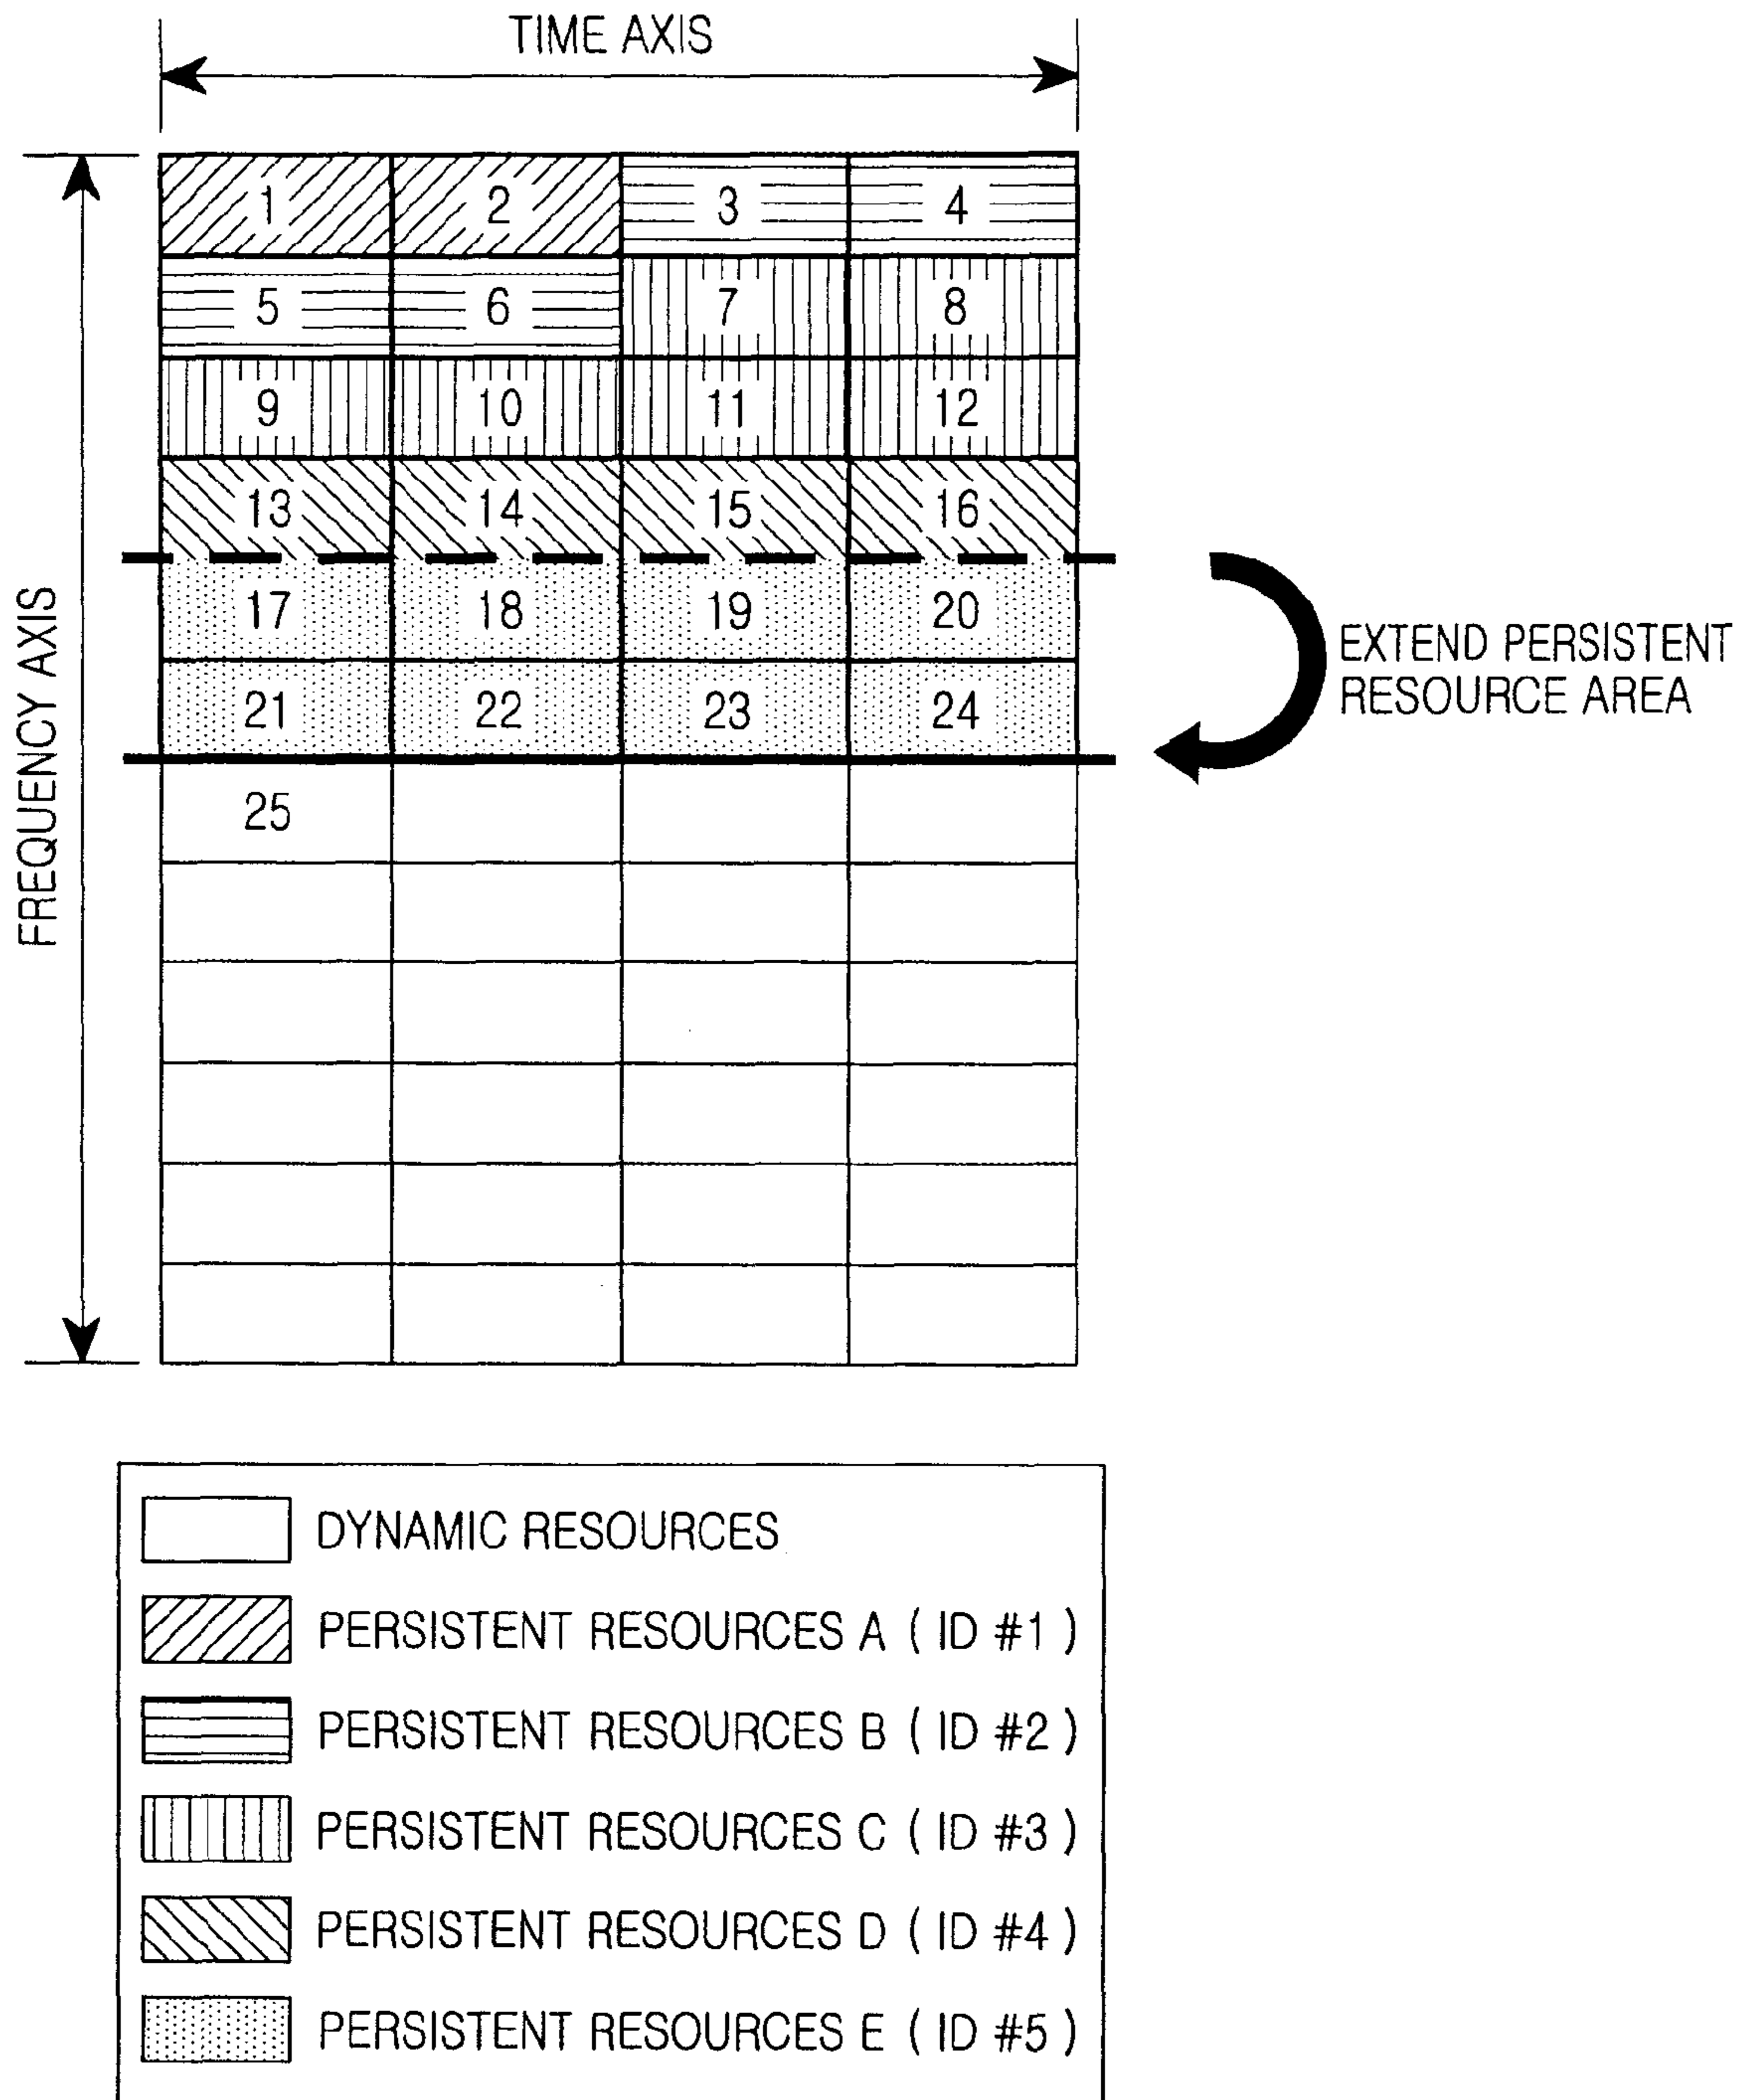 TIME AXIS
FREQUENCY AXIS
1 2 3 4
5 6 7 8
9 10 11 12
13 14 15 16
17 18 19 20
21 22 23 24
25
EXTEND PERSISTENT
RESOURCE AREA
DYNAMIC RESOURCES
PERSISTENT RESOURCES A ( ID #1 )
PERSISTENT RESOURCES B ( ID #2 )
PERSISTENT RESOURCES C ( ID #3 )
PERSISTENT RESOURCES D ( ID #4 )
PERSISTENT RESOURCES E ( ID #5 )